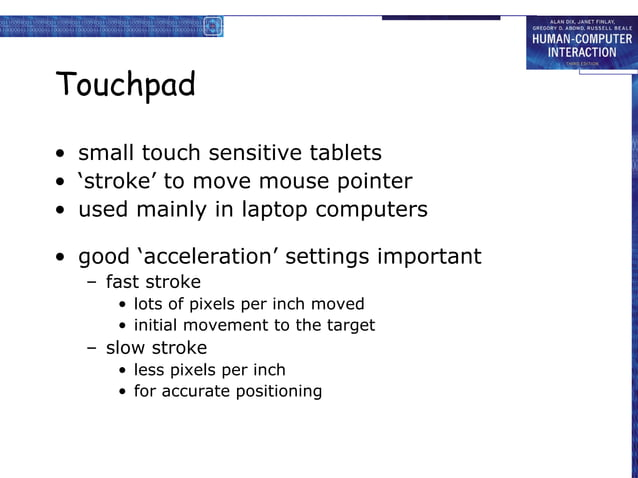 ALAN DIX, JANET FINLAY,
GREGORY D. ABOWD, RUSSELL BEALE
HUMAN-COMPUTER
INTERACTION
THIRD EDITION
Touchpad
• small touch sensitive tablets
• ‘stroke’ to move mouse pointer
• used mainly in laptop computers
• good ‘acceleration’ settings important
– fast stroke
• lots of pixels per inch moved
• initial movement to the target
– slow stroke
• less pixels per inch
• for accurate positioning